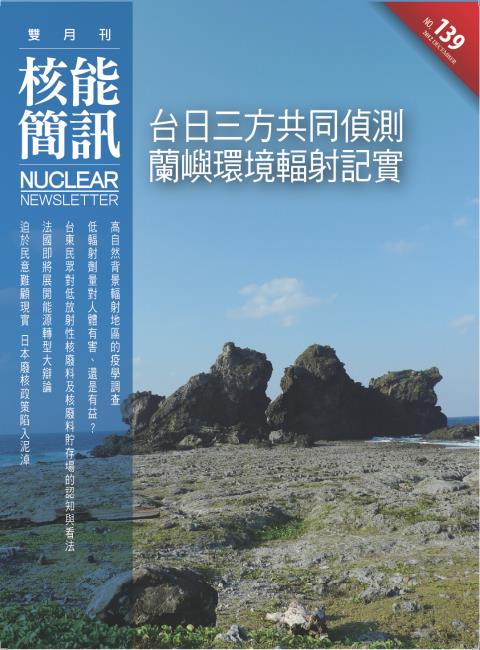 雙月刊
核能
簡訊
NUCLEAR
NEWSLETTER
NO. 139
2012 DECEMBER
台日三方共同偵測
蘭嶼環境輻射記實
高自然背景輻射地區的疫學調查
低輻射劑量對人體有害、還是有益？
台東民眾對低放射性核廢料及核廢料貯存場的認知與看法
法國即將展開能源轉型大辯論
迫於民意難顧現實 日本廢核政策陷入泥淖